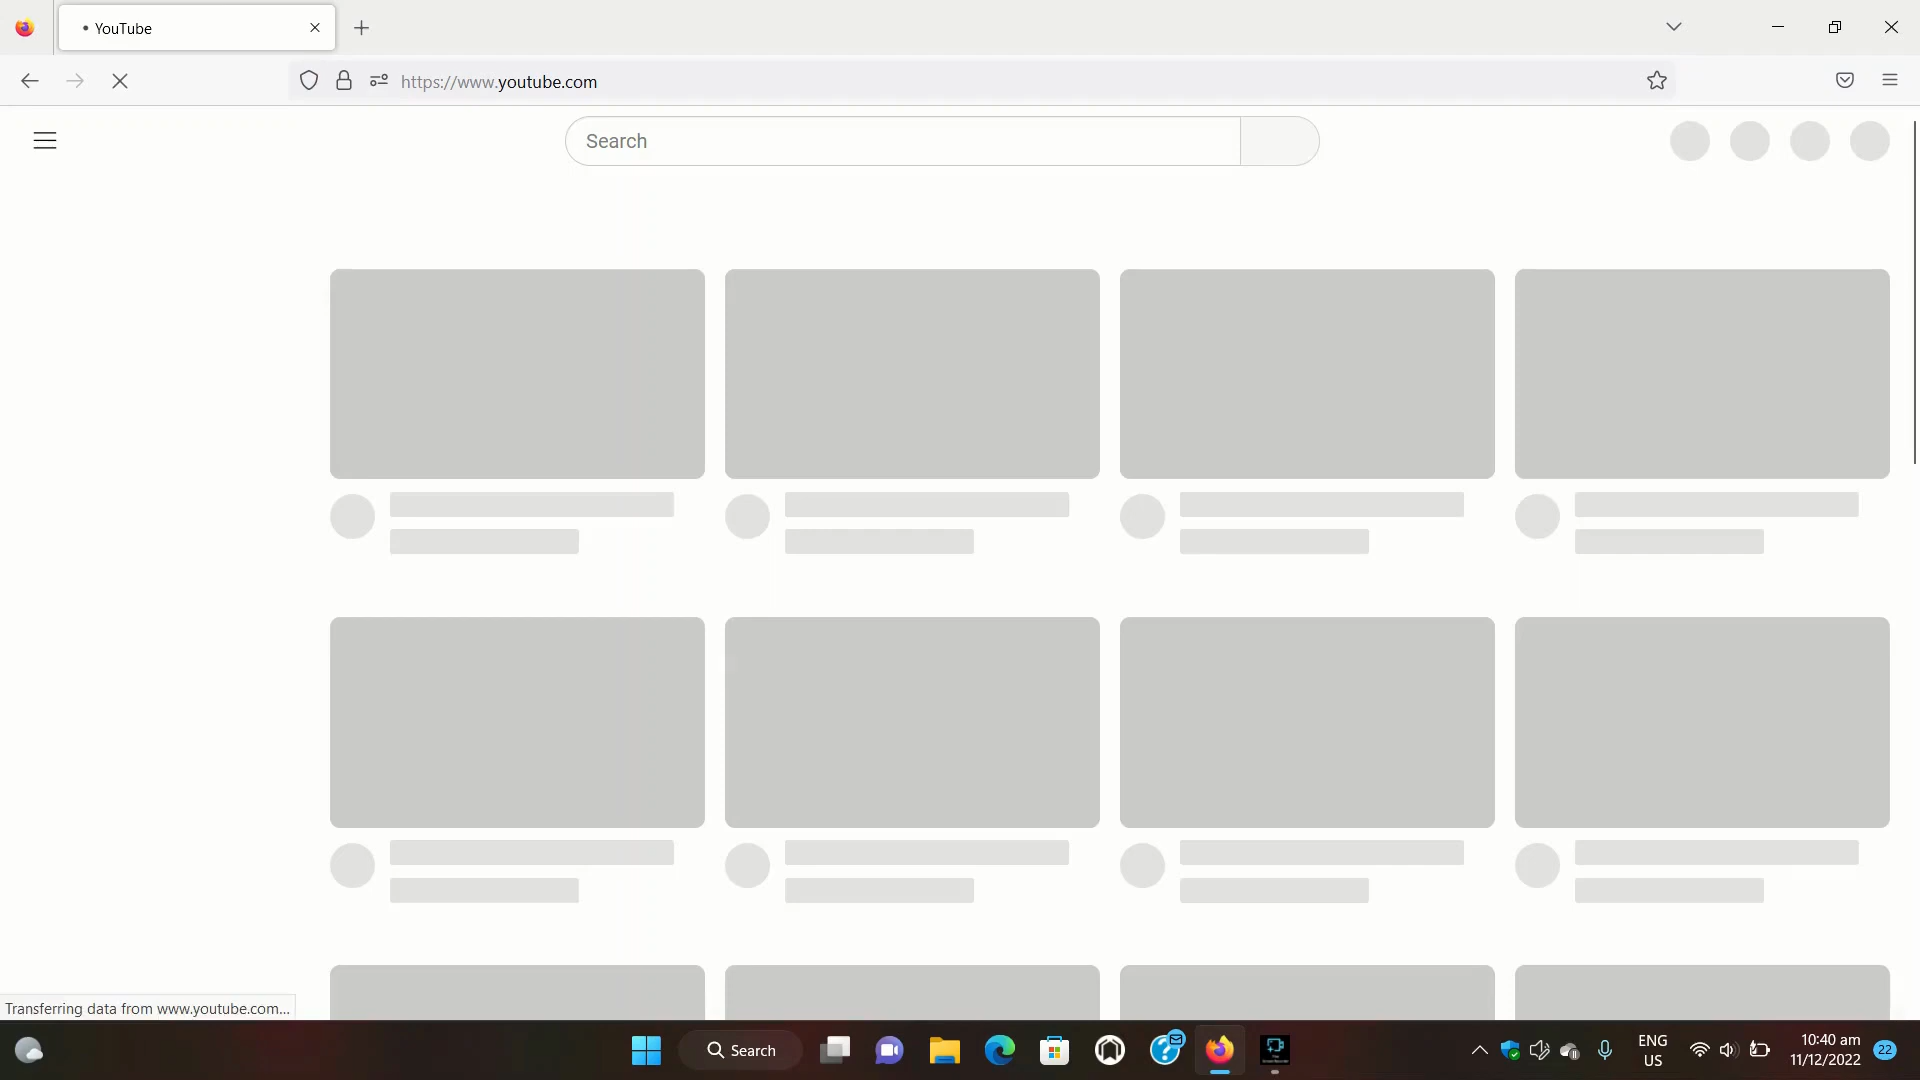 YouTube
https://www.youtube.com
Search
Transferring data from www.youtube.com...
Search
ENG
US
10:40 am
11/12/2022
22